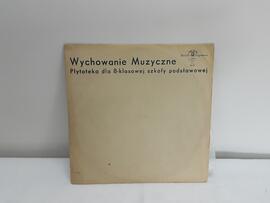 Wychowanie Muzyczne
Płytoteka dla 8-klasowej szkoły podstawowej